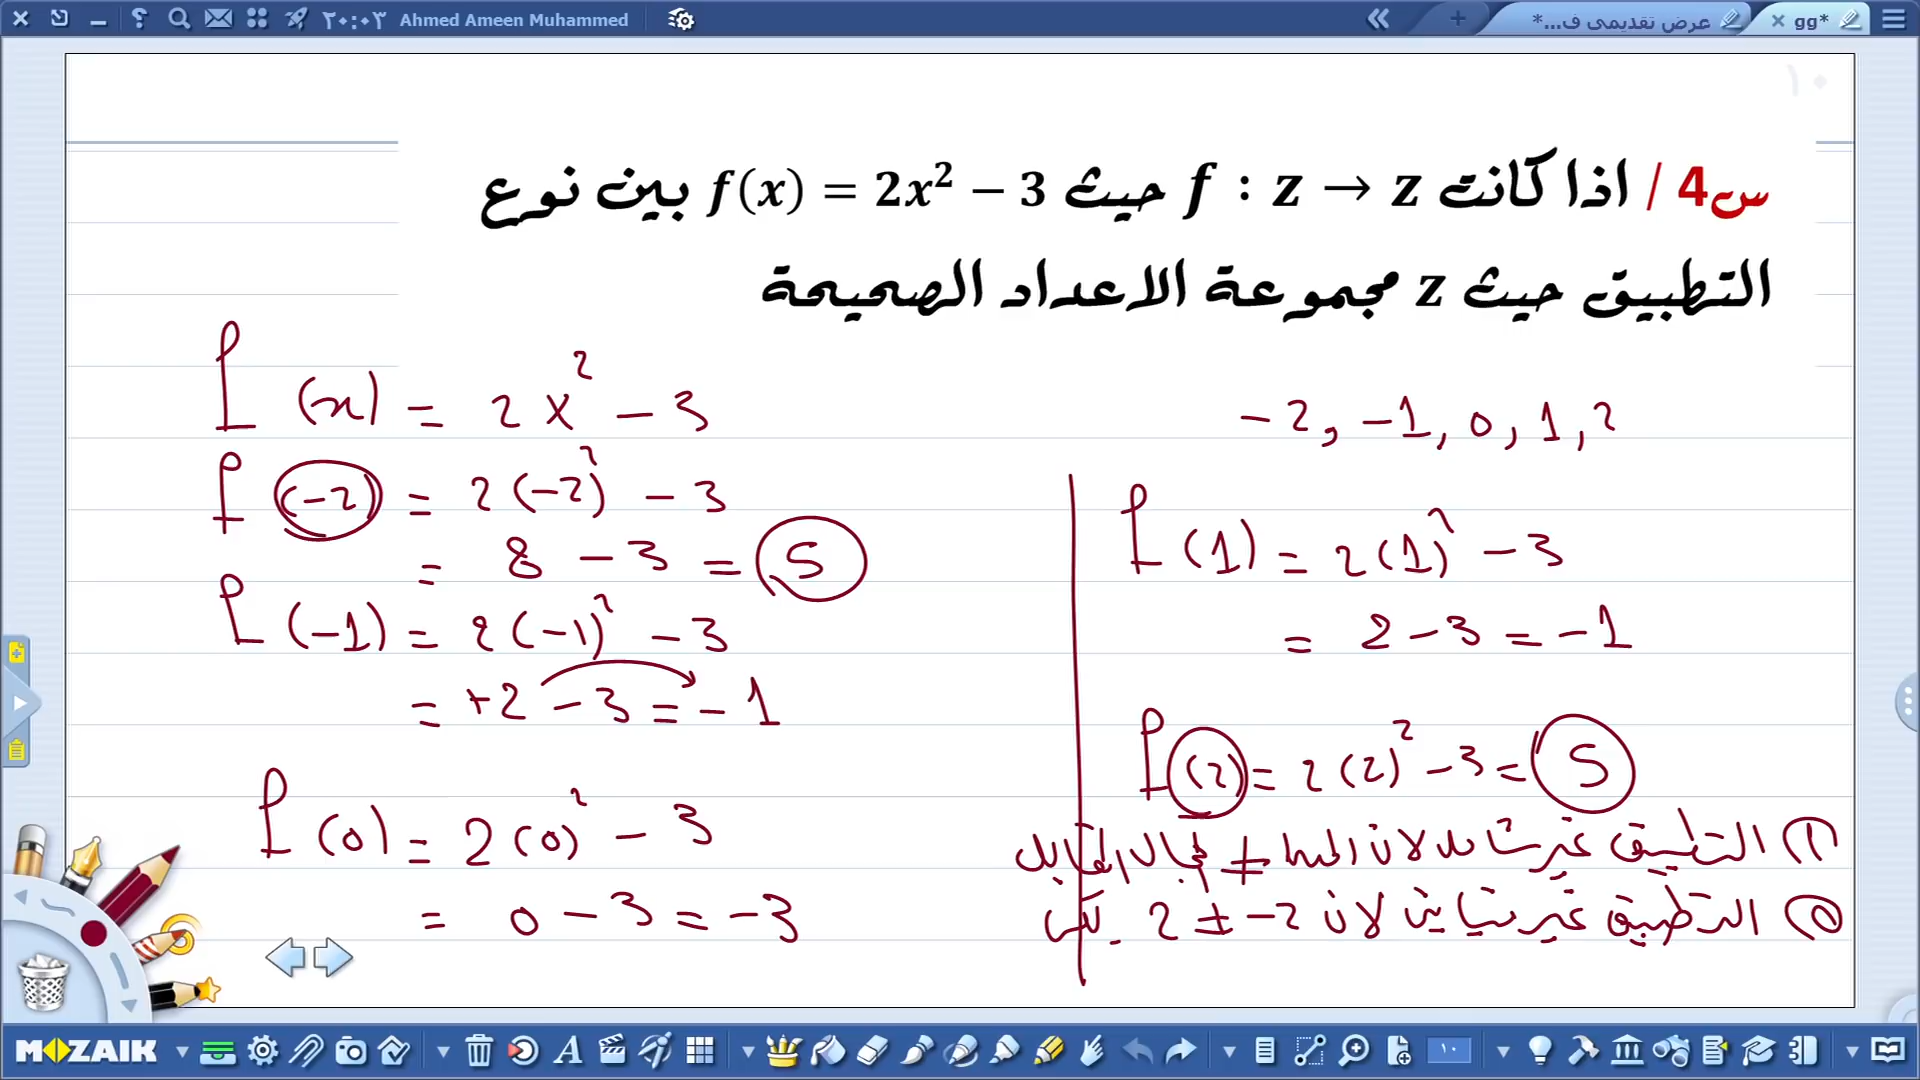 ٢٠:٠٣ Ahmed Ameen Muhammed
عرض تقديمي ف...*
gg*
١٠
س4 / اذا كانت f : z → z حيث f(x) = 2x² − 3 بين نوع
التطبيق حيث z مجموعة الاعداد الصحيحة
f (x) = 2x² − 3
f (−2) = 2(−2)² − 3
= 8 − 3 = 5
f (−1) = 2(−1)² − 3
= +2 − 3 = −1
f (0) = 2(0)² − 3
= 0 − 3 = −3
−2, −1, 0, 1, 2
f (1) = 2(1)² − 3
= 2 − 3 = −1
f (2) = 2(2)² − 3 = 5
1) التطبيق غير شامل لان المدى ≠ المجال المقابل
2) التطبيق غير متباين لان 2− ≠ 2 لكن
MOZAIK
١٠